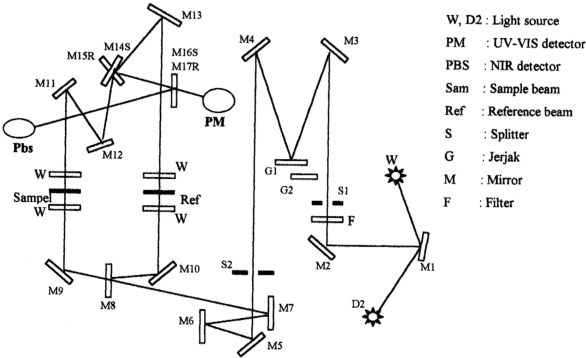 M13
M14S
M15R
M16S
M17R
M11
M12
Pbs
PM
W
W
Sampel
Ref
W
W
M9
M8
M10
M4
M3
G1
G2
S1
F
M2
W
M1
D2
S2
M7
M6
M5
W, D2 : Light source
PM : UV-VIS detector
PBS : NIR detector
Sam : Sample beam
Ref : Reference beam
S : Splitter
G : Jerjak
M : Mirror
F : Filter